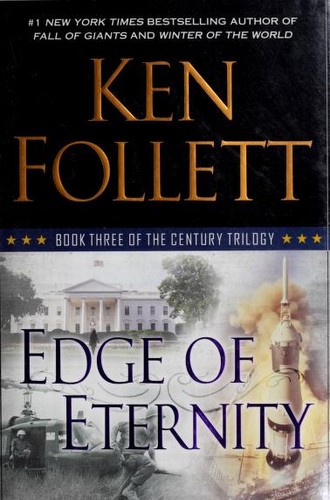 #1 NEW YORK TIMES BESTSELLING AUTHOR OF
FALL OF GIANTS AND WINTER OF THE WORLD
KEN
FOLLETT
BOOK THREE OF THE CENTURY TRILOGY
EDGE OF
ETERNITY